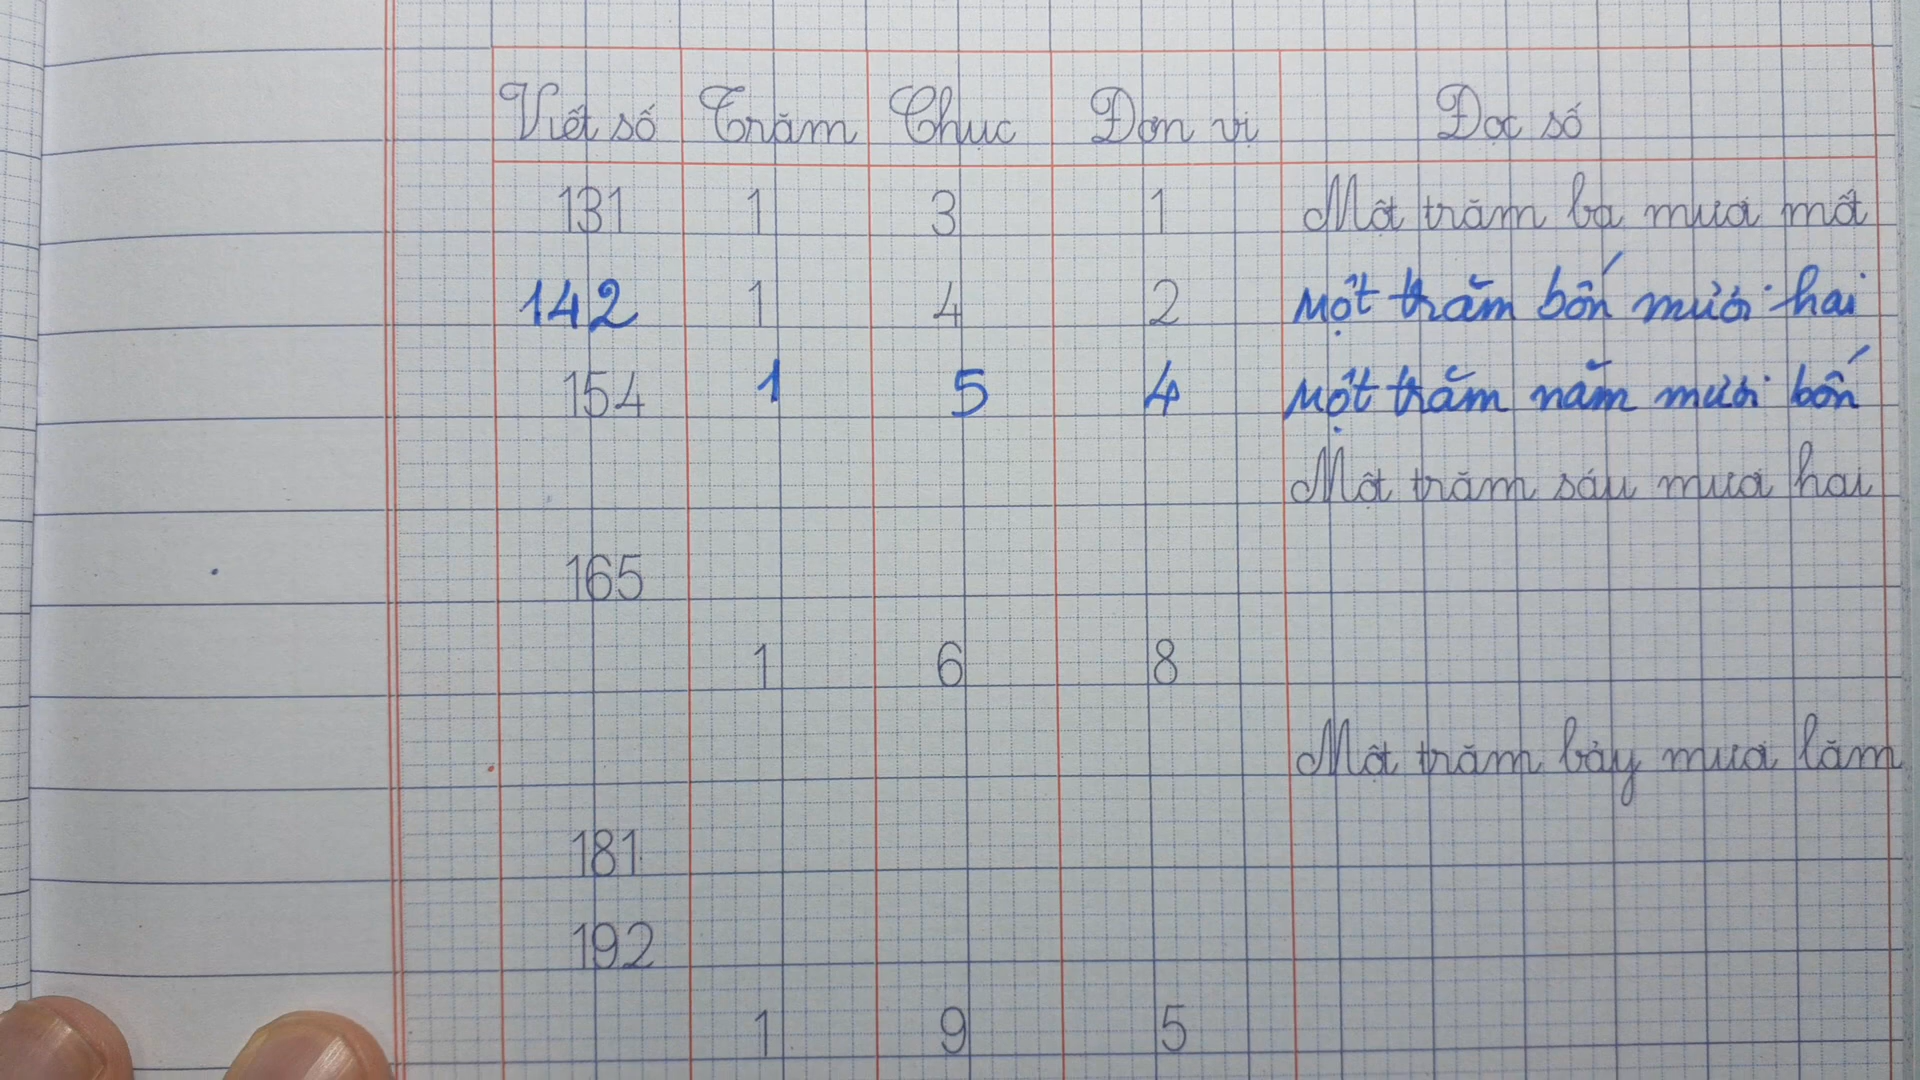 Viết số Trăm Chục Đơn vị Đọc số
131 1 3 1 Một trăm ba mươi mốt
142 1 4 2 Một trăm bốn mươi hai
154 1 5 4 Một trăm năm mươi bốn
Một trăm sáu mươi hai
165
1 6 8
Một trăm bảy mươi lăm
181
192
1 9 5